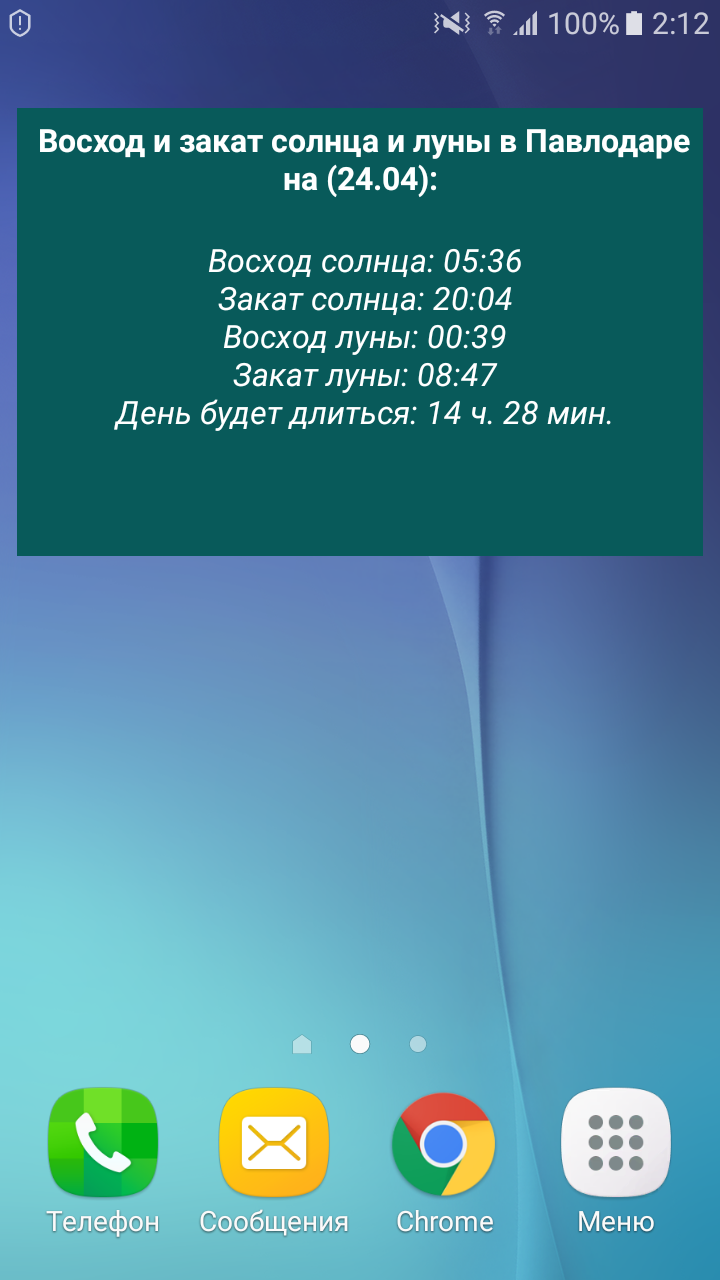 100% 2:12
Восход и закат солнца и луны в Павлодаре
на (24.04):
Восход солнца: 05:36
Закат солнца: 20:04
Восход луны: 00:39
Закат луны: 08:47
День будет длиться: 14 ч. 28 мин.
Телефон Сообщения Chrome Меню